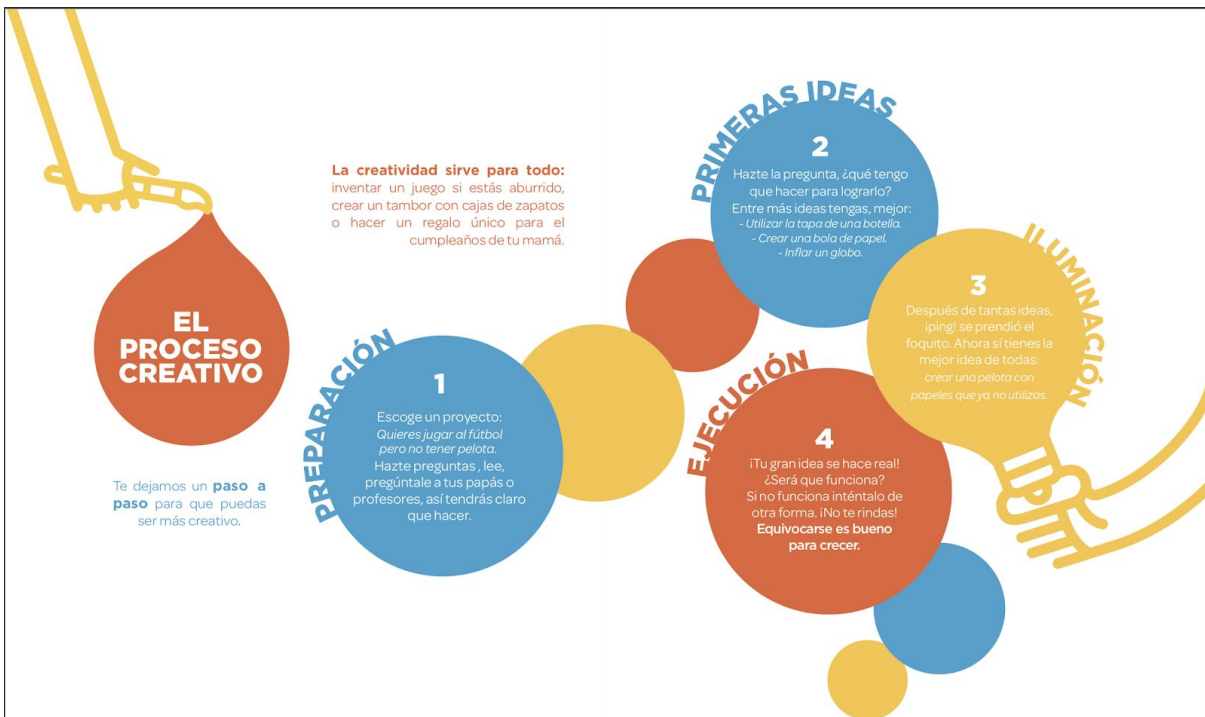 EL
PROCESO
CREATIVO
Te dejamos un paso a
paso para que puedas
ser más creativo.
La creatividad sirve para todo:
inventar un juego si estás aburrido,
crear un tambor con cajas de zapatos
o hacer un regalo único para el
cumpleaños de tu mamá.
PREPARACIÓN
1
Escoge un proyecto:
Quieres jugar al fútbol
pero no tener pelota.
Hazte preguntas , lee,
pregúntale a tus papás o
profesores, así tendrás claro
que hacer.
PRIMERAS IDEAS
2
Hazte la pregunta, ¿qué tengo
que hacer para lograrlo?
Entre más ideas tengas, mejor:
- Utilizar la tapa de una botella.
- Crear una bola de papel.
- Inflar un globo.
ILUMINACIÓN
3
Después de tantas ideas,
¡ping! se prendió el
foquito. Ahora sí tienes la
mejor idea de todas:
crear una pelota con
papeles que ya no utilizas.
EJECUCIÓN
4
¡Tu gran idea se hace real!
¿Será que funciona?
Si no funciona inténtalo de
otra forma. ¡No te rindas!
Equivocarse es bueno
para crecer.